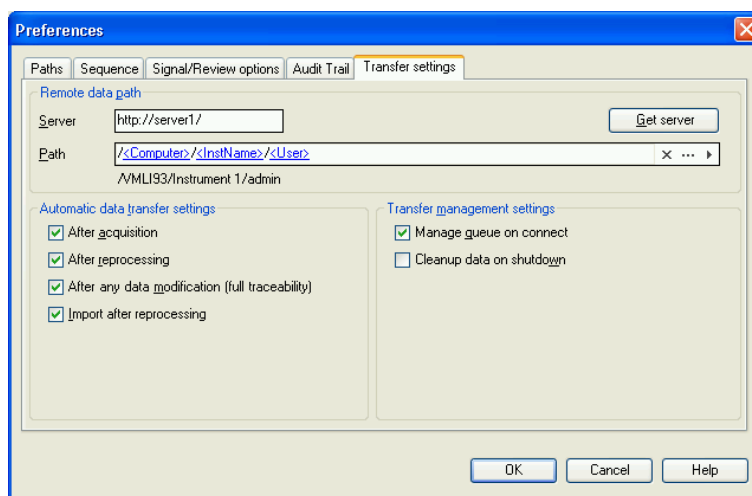 Preferences
Paths Sequence Signal/Review options Audit Trail Transfer settings
Remote data path
Server http://server1/ Get server
Path /<Computer>/<InstName>/<User>
/VMLI93/Instrument 1/admin
Automatic data transfer settings
After acquisition
After reprocessing
After any data modification (full traceability)
Import after reprocessing
Transfer management settings
Manage queue on connect
Cleanup data on shutdown
OK Cancel Help